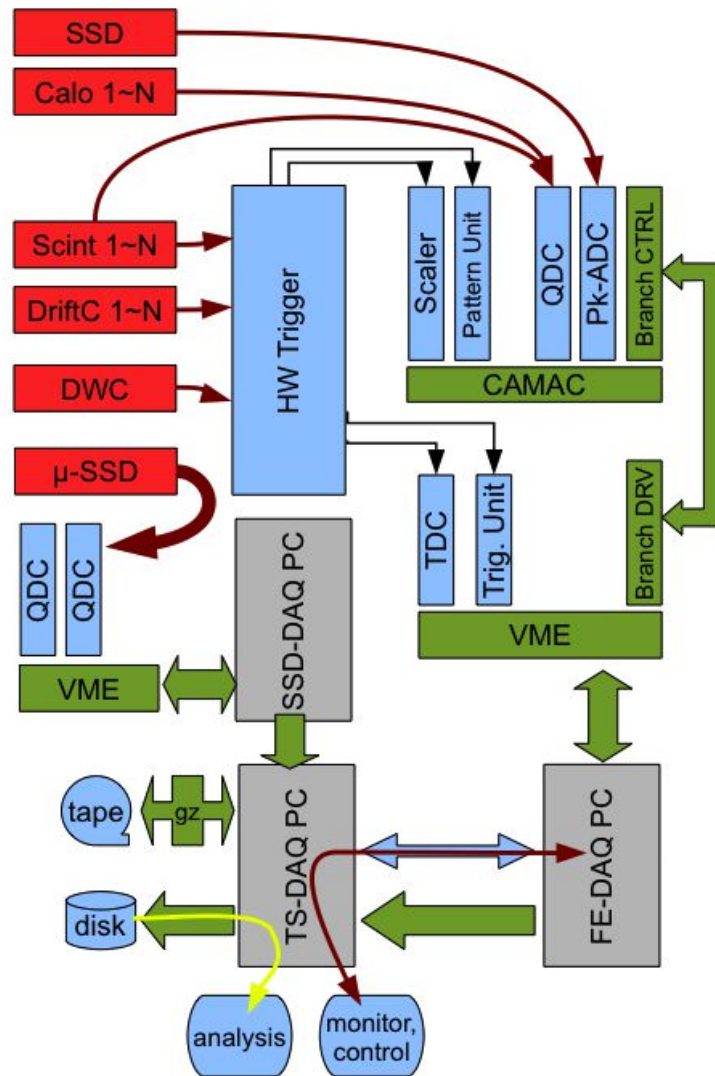 SSD
Calo 1~N
Scint 1~N
DriftC 1~N
DWC
µ-SSD
HW Trigger
Scaler
Pattern Unit
QDC
Pk-ADC
Branch CTRL
CAMAC
TDC
Trig. Unit
Branch DRV
VME
QDC
QDC
VME
SSD-DAQ PC
tape
gz
TS-DAQ PC
FE-DAQ PC
disk
analysis
monitor,
control